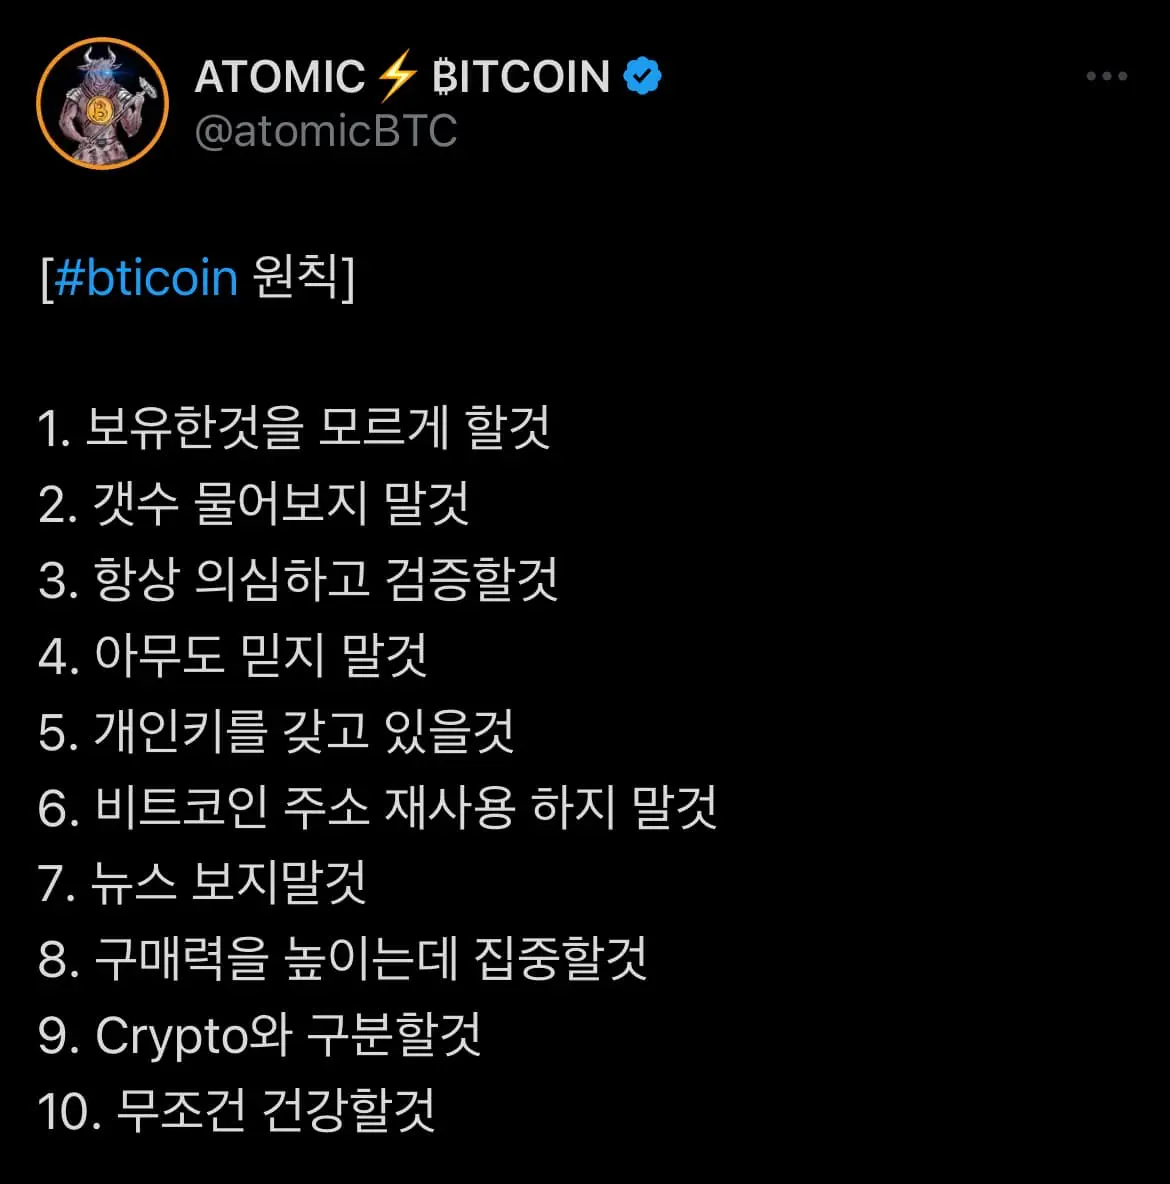 ATOMIC⚡₿ITCOIN
@atomicBTC
[#bticoin 원칙]
1. 보유한것을 모르게 할것
2. 갯수 물어보지 말것
3. 항상 의심하고 검증할것
4. 아무도 믿지 말것
5. 개인키를 갖고 있을것
6. 비트코인 주소 재사용 하지 말것
7. 뉴스 보지말것
8. 구매력을 높이는데 집중할것
9. Crypto와 구분할것
10. 무조건 건강할것